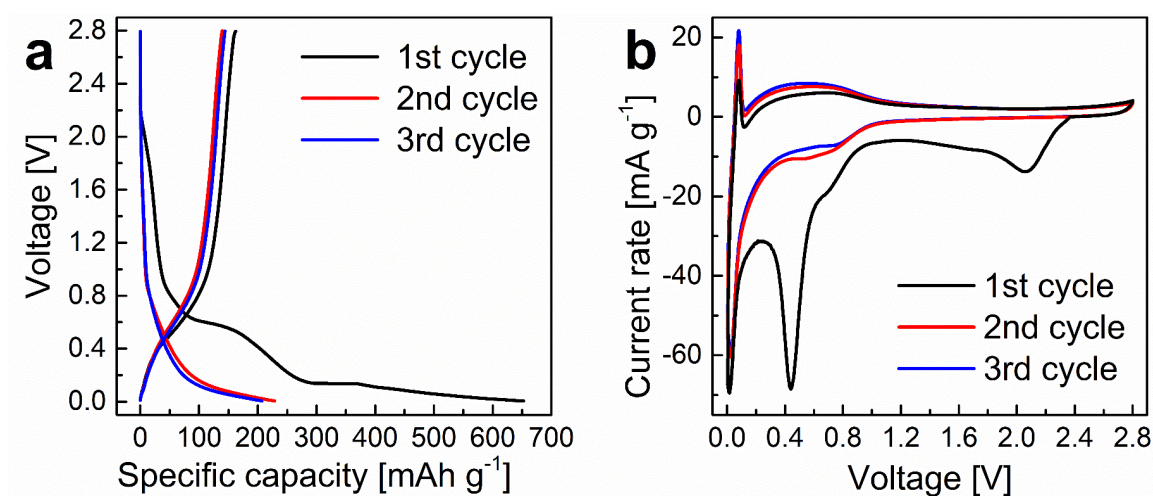 a
1st cycle
2nd cycle
3rd cycle
Voltage [V]
2.8
2.4
2.0
1.6
1.2
0.8
0.4
0.0
0 100 200 300 400 500 600 700
Specific capacity [mAh g⁻¹]
b
1st cycle
2nd cycle
3rd cycle
Current rate [mA g⁻¹]
20
0
-20
-40
-60
0.0 0.4 0.8 1.2 1.6 2.0 2.4 2.8
Voltage [V]